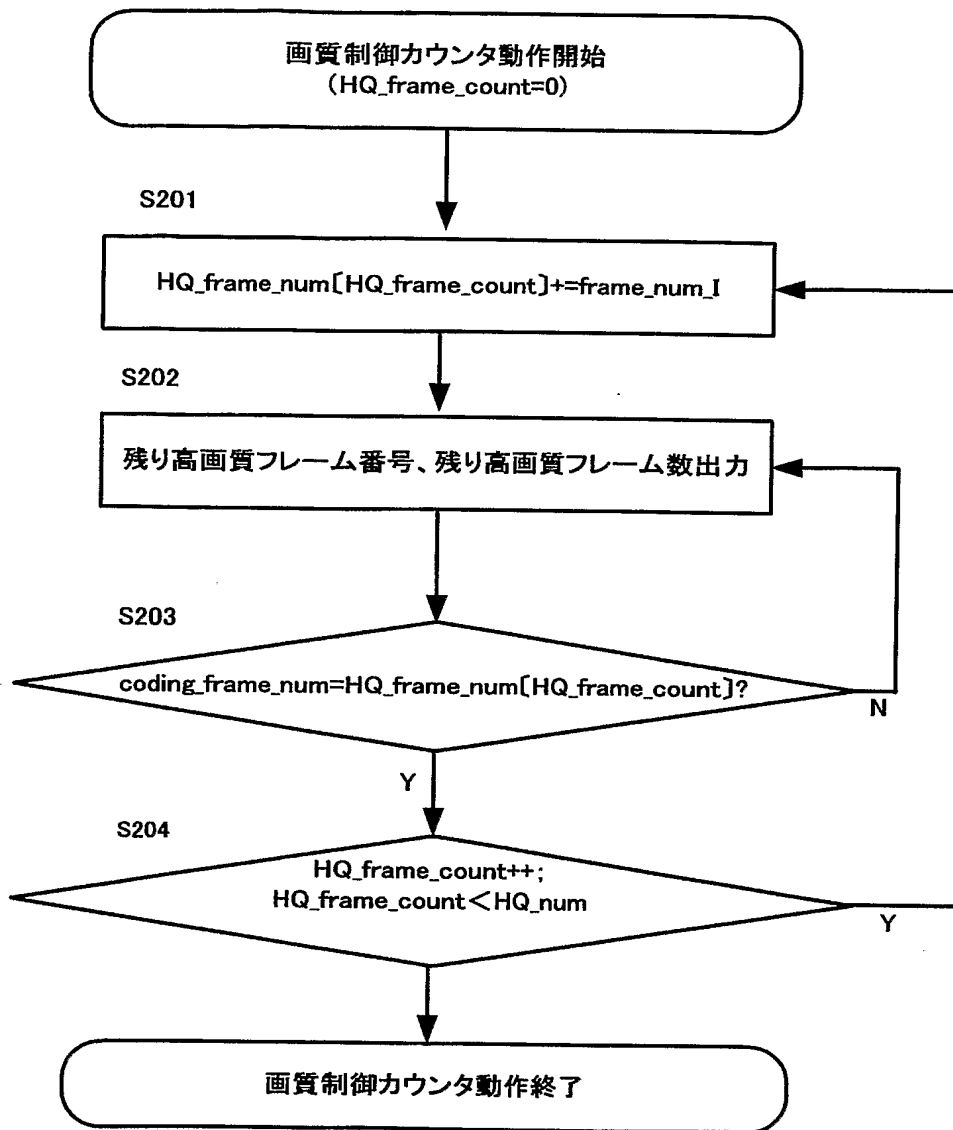 画質制御カウンタ動作開始
(HQ_frame_count=0)
S201
HQ_frame_num〔HQ_frame_count〕+=frame_num_I
S202
残り高画質フレーム番号、残り高画質フレーム数出力
S203
coding_frame_num=HQ_frame_num〔HQ_frame_count〕?
N
Y
S204
HQ_frame_count++;
HQ_frame_count<HQ_num
Y
画質制御カウンタ動作終了